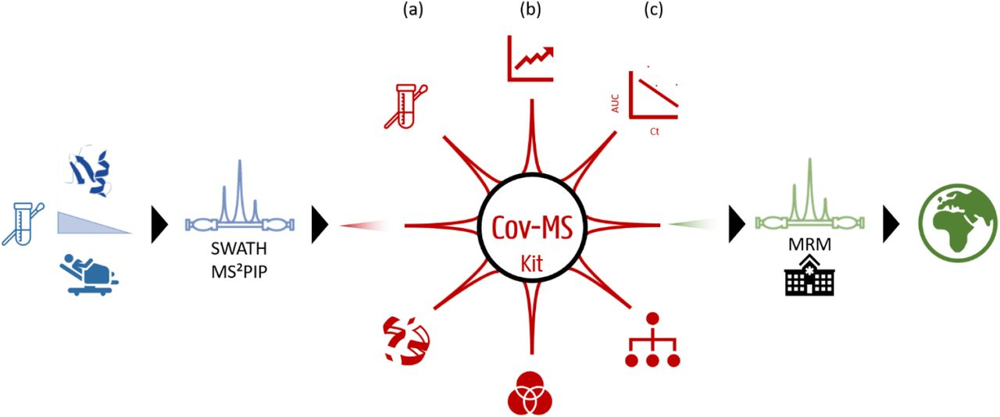 (a)
(b)
(c)
AUC
Ct
SWATH
MS²PIP
Cov-MS
Kit
MRM